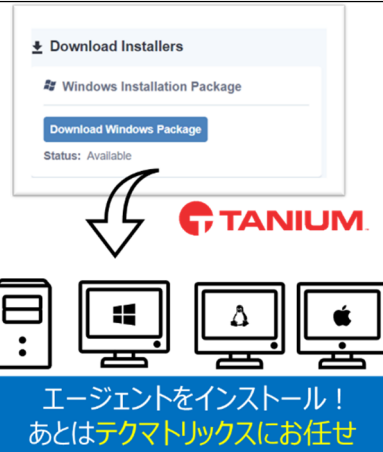 Download Installers
Windows Installation Package
Download Windows Package
Status: Available
TANIUM
エージェントをインストール！
あとはテクマトリックスにお任せ